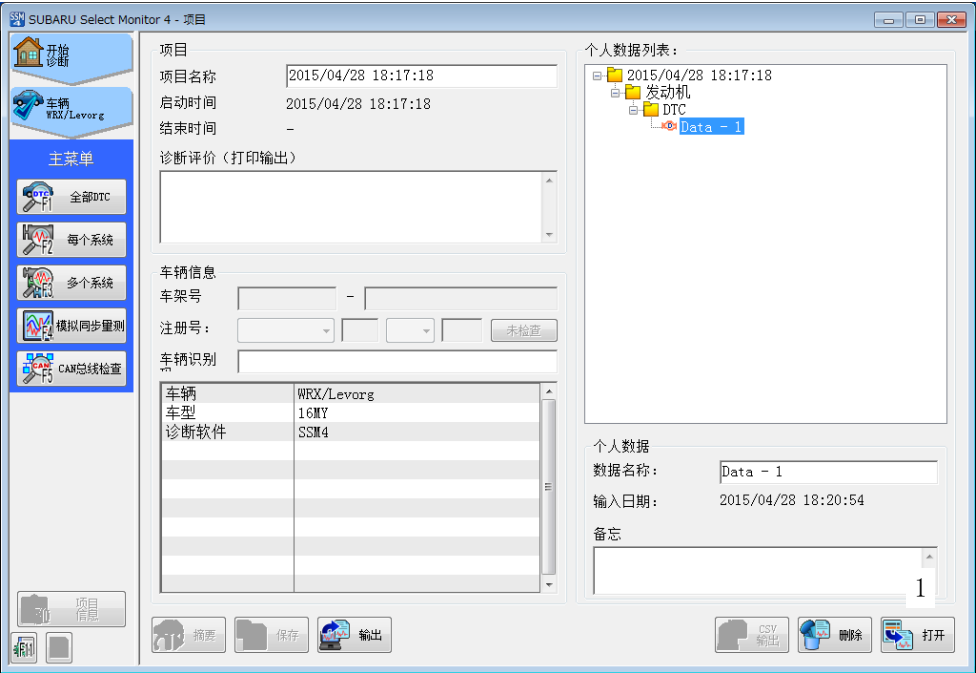 SUBARU Select Monitor 4 - 项目
开始
诊断
车辆
WRX/Levorg
主菜单
DTC F1 全部DTC
F2 每个系统
F3 多个系统
F4 模拟同步量测
CAN F5 CAN总线检查
项目
信息
F11
项目
项目名称 2015/04/28 18:17:18
启动时间 2015/04/28 18:17:18
结束时间 -
诊断评价（打印输出）
车辆信息
车架号 -
注册号： 未检查
车辆识别
车辆 WRX/Levorg
车型 16MY
诊断软件 SSM4
摘要 保存 输出
个人数据列表：
2015/04/28 18:17:18
发动机
DTC
Data - 1
个人数据
数据名称： Data - 1
输入日期： 2015/04/28 18:20:54
备忘
1
CSV
输出
删除 打开